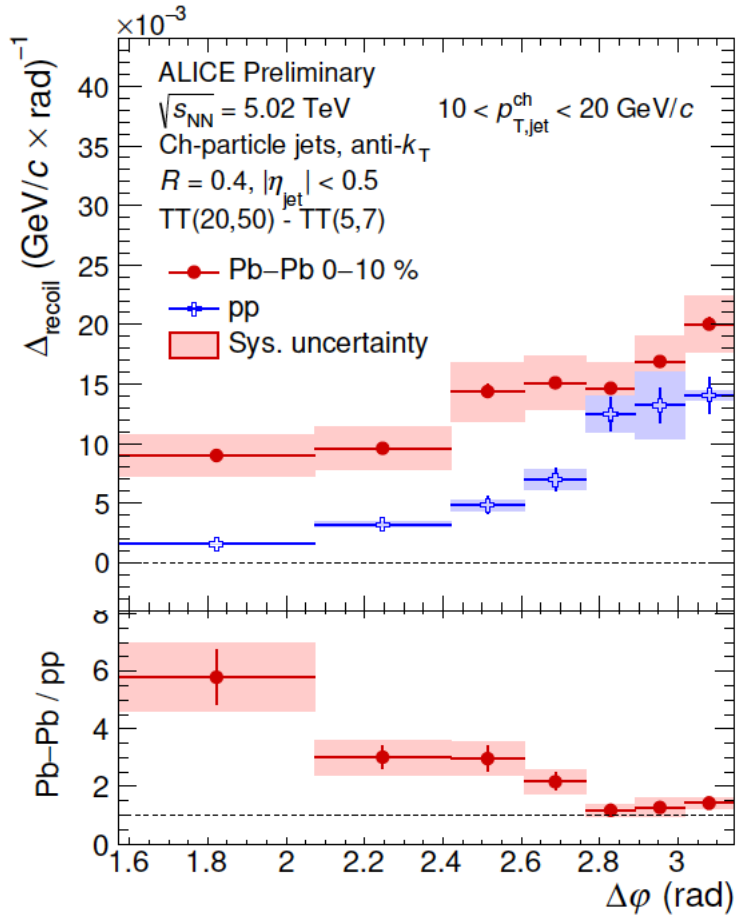 ×10⁻³
Δrecoil (GeV/c × rad)⁻¹
40
35
30
25
20
15
10
5
0
ALICE Preliminary
√sNN = 5.02 TeV 10 < p^ch_T,jet < 20 GeV/c
Ch-particle jets, anti-kT
R = 0.4, |ηjet| < 0.5
TT(20,50) - TT(5,7)
Pb–Pb 0–10 %
pp
Sys. uncertainty
Pb–Pb / pp
8
6
4
2
0
1.6 1.8 2 2.2 2.4 2.6 2.8 3
Δφ (rad)